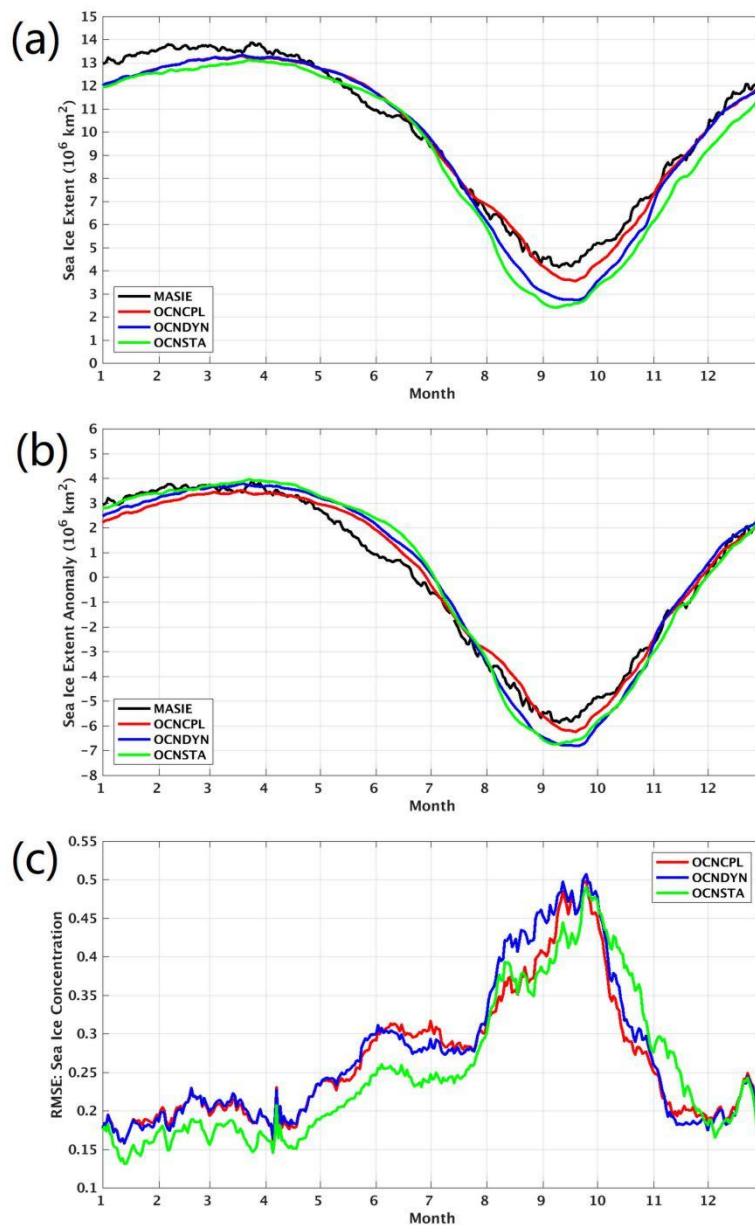 (a)
Sea Ice Extent (10⁶ km²)
15
14
13
12
11
10
9
8
7
6
5
4
3
2
1
0
MASIE
OCNCPL
OCNDYN
OCNSTA
1 2 3 4 5 6 7 8 9 10 11 12
Month
(b)
Sea Ice Extent Anomaly (10⁶ km²)
6
5
4
3
2
1
0
-1
-2
-3
-4
-5
-6
-7
-8
MASIE
OCNCPL
OCNDYN
OCNSTA
1 2 3 4 5 6 7 8 9 10 11 12
Month
(c)
RMSE: Sea Ice Concentration
0.55
0.5
0.45
0.4
0.35
0.3
0.25
0.2
0.15
0.1
OCNCPL
OCNDYN
OCNSTA
1 2 3 4 5 6 7 8 9 10 11 12
Month